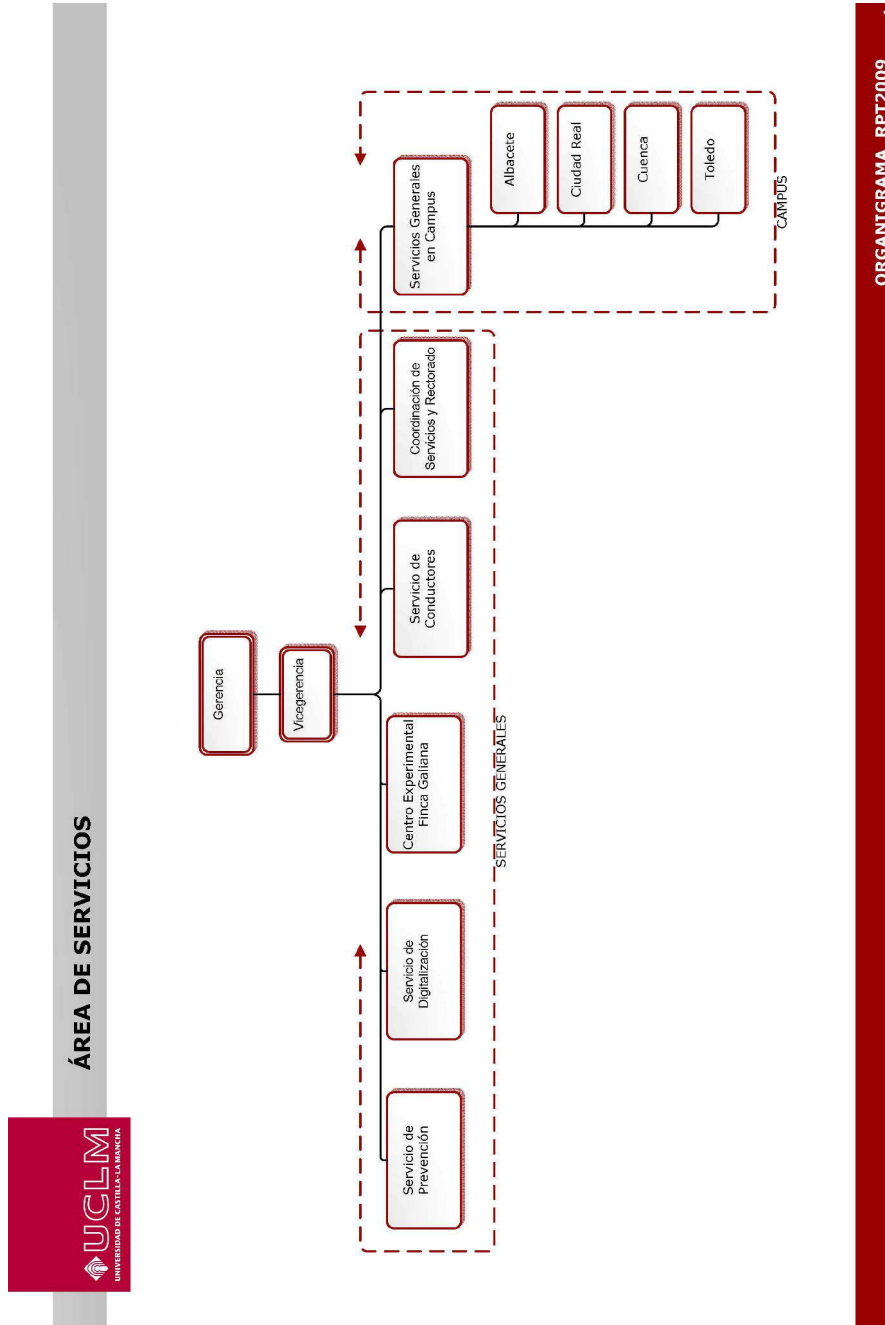 UCLM
UNIVERSIDAD DE CASTILLA-LA MANCHA
ÁREA DE SERVICIOS
Gerencia
Vicegerencia
Servicio de
Prevención
Servicio de
Digitalización
Centro Experimental
Finca Galiana
Servicio de
Conductores
Coordinación de
Servicios y Rectorado
Servicios Generales
en Campus
SERVICIOS GENERALES
Albacete
Ciudad Real
Cuenca
Toledo
CAMPUS
ORGANIGRAMA RPT2009